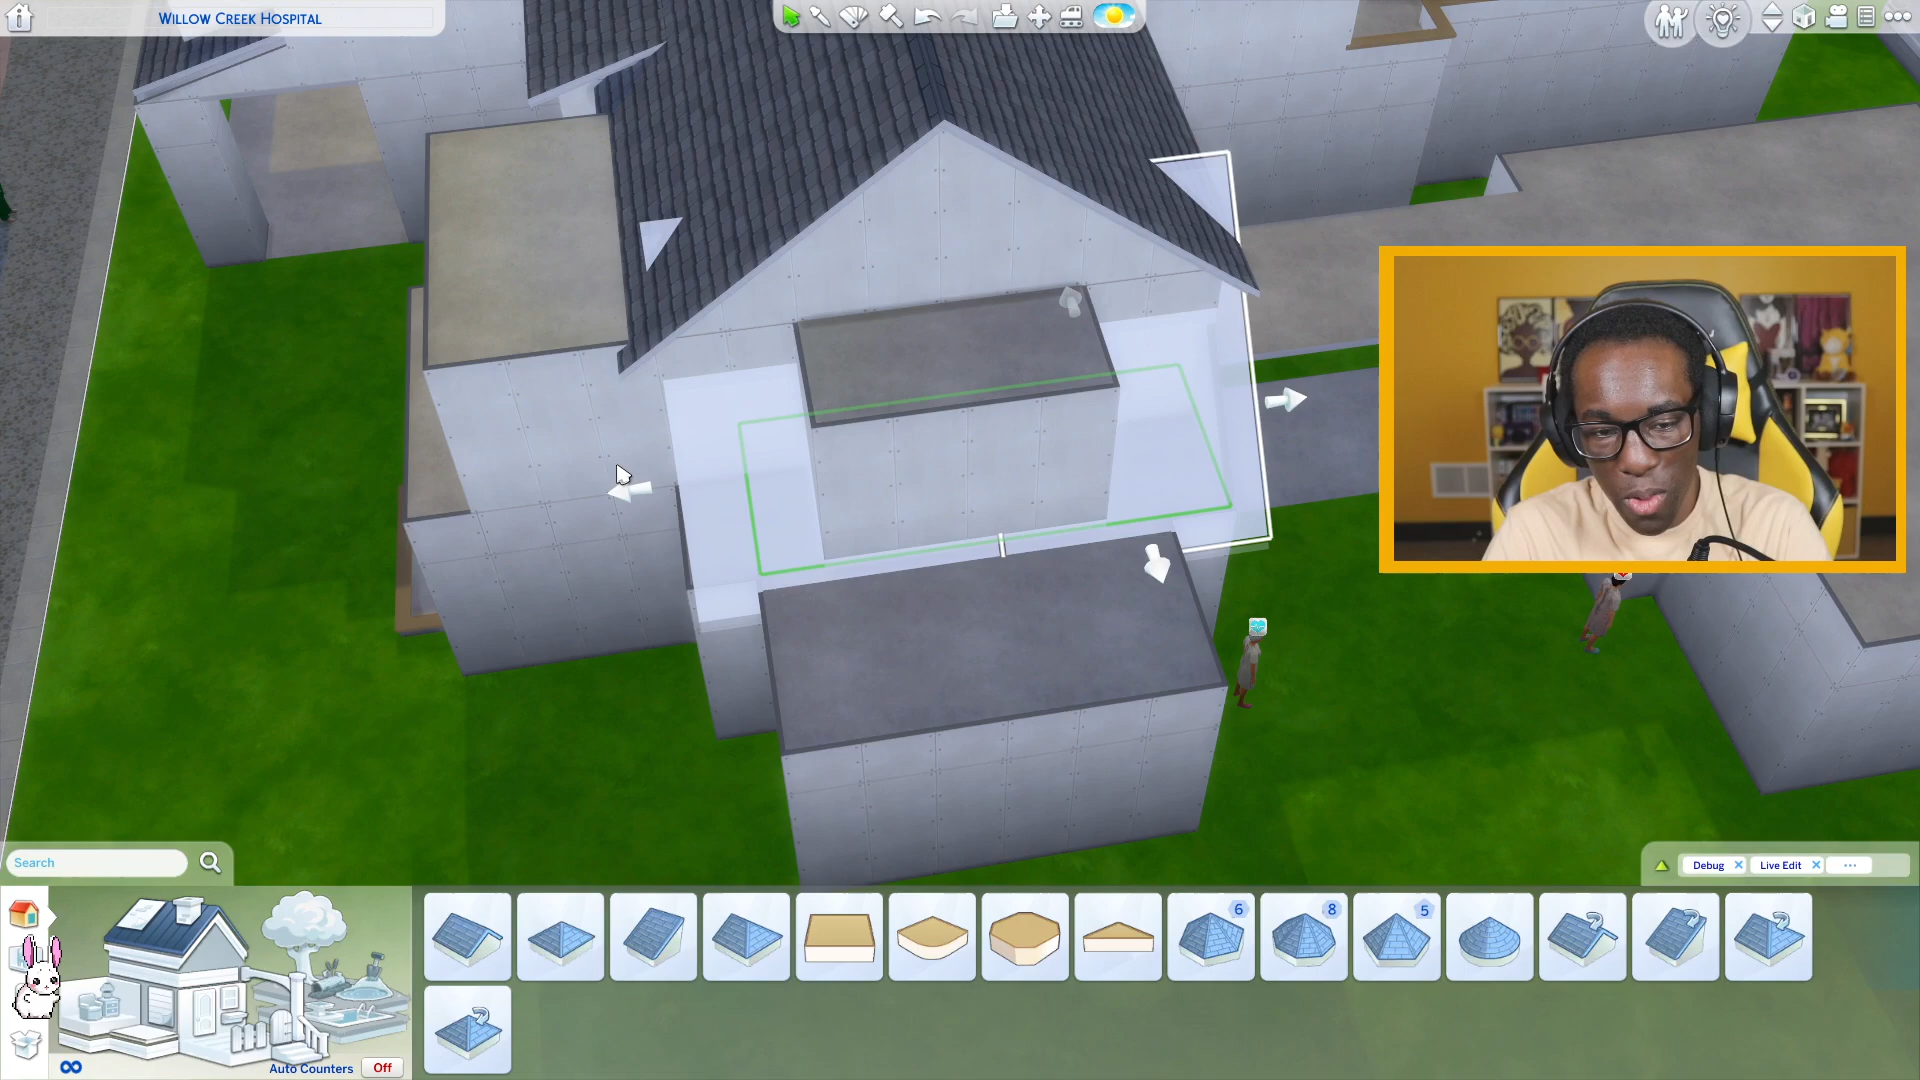 WILLOW CREEK HOSPITAL
Search
Debug
Live Edit
...
6
8
5
Auto Counters
Off